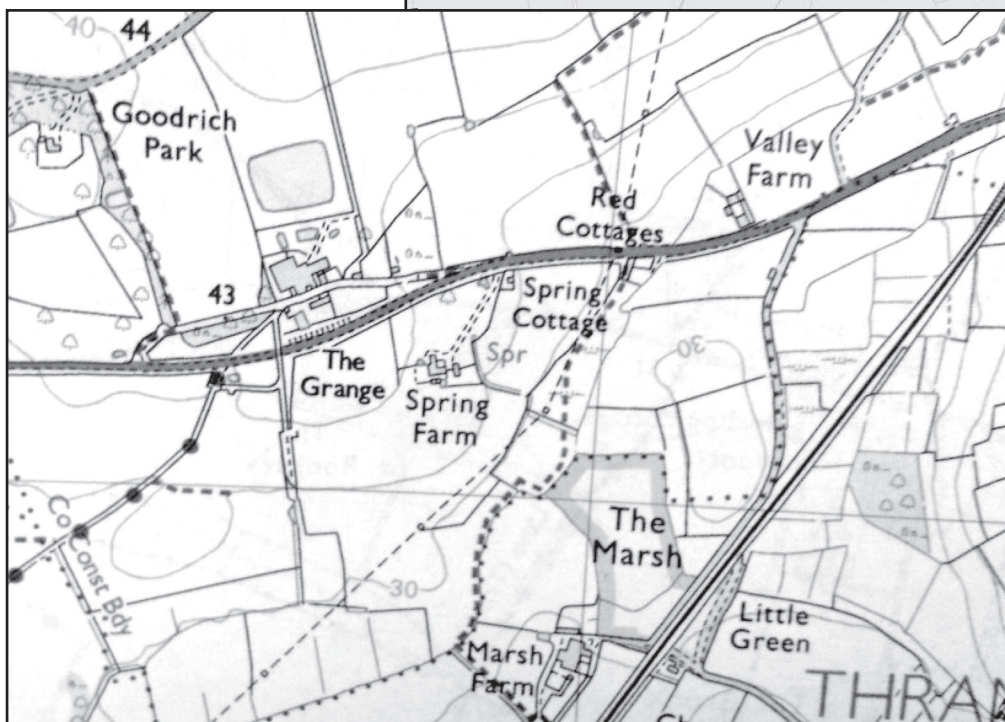 40
44
Goodrich
Park
Valley
Farm
Red
Cottages
43
Spring
Cottage
30
The
Grange
Spr
Spring
Farm
The
Marsh
Co Const Bdy
30
Little
Green
Marsh
Farm
THRAN